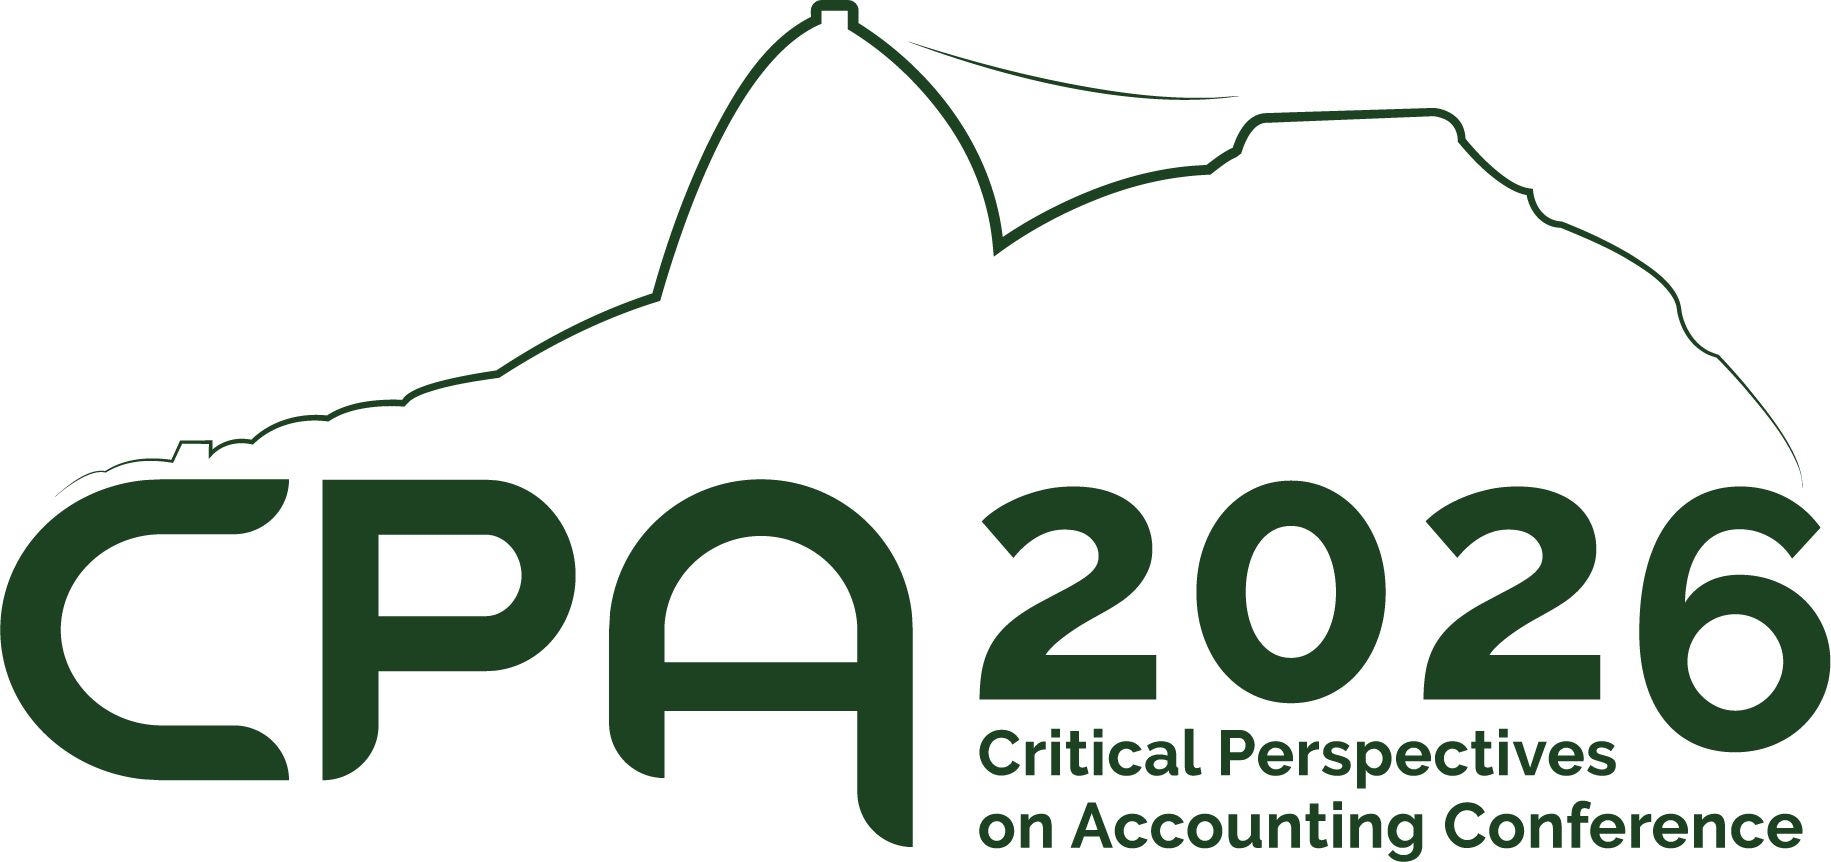 CPA 2026
Critical Perspectives
on Accounting Conference